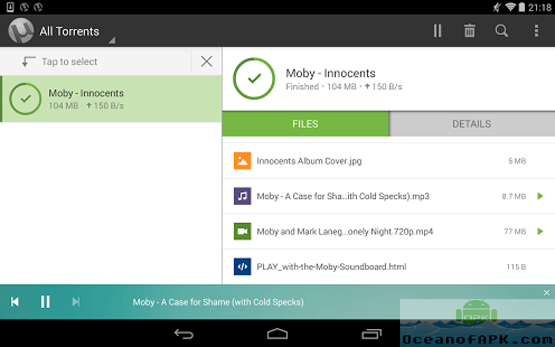 21:18
All Torrents
Tap to select
Moby - Innocents
104 MB · 150 B/s
Moby - Innocents
Finished · 104 MB · 150 B/s
FILES
DETAILS
Innocents Album Cover.jpg
5 MB
Moby - A Case for Sha...ith Cold Specks).mp3
8.7 MB
Moby and Mark Laneg...onely Night.720p.mp4
77 MB
PLAY_with-the-Moby-Soundboard.html
115 B
Moby - A Case for Shame (with Cold Specks)
APK
OceanofAPK.com